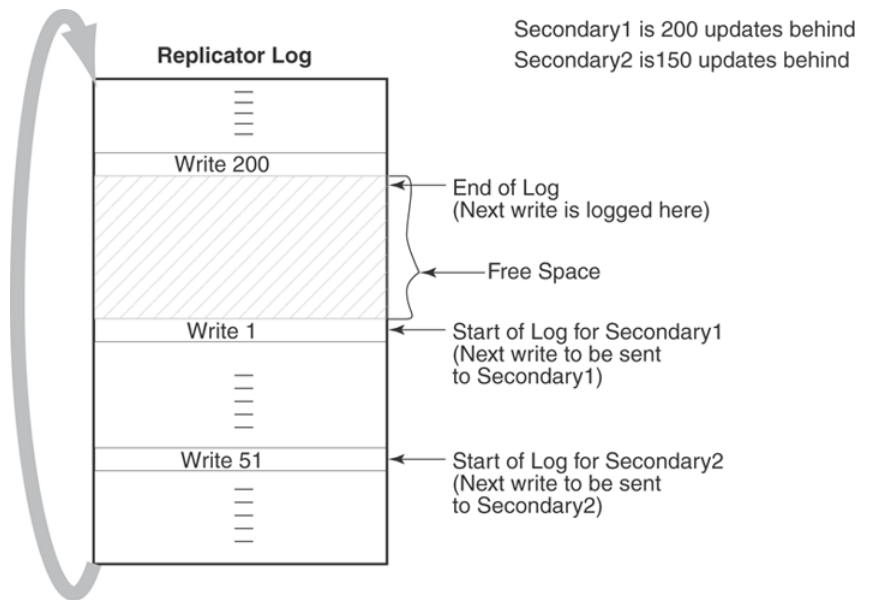 Secondary1 is 200 updates behind
Secondary2 is150 updates behind
Replicator Log
Write 200
End of Log
(Next write is logged here)
Free Space
Write 1
Start of Log for Secondary1
(Next write to be sent
to Secondary1)
Write 51
Start of Log for Secondary2
(Next write to be sent
to Secondary2)